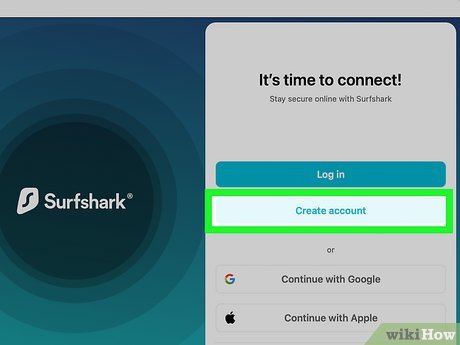 It's time to connect!
Stay secure online with Surfshark
Log in
Surfshark®
Create account
or
Continue with Google
Continue with Apple
wikiHow